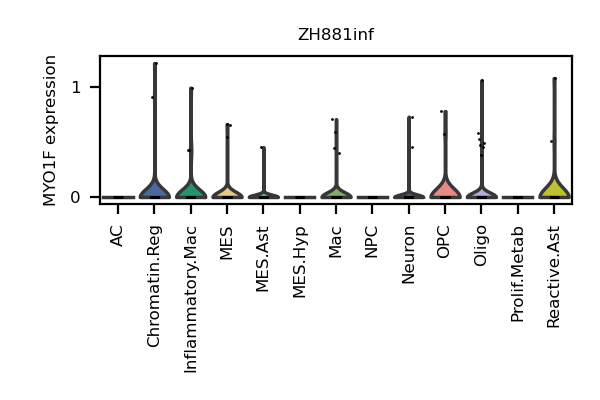 ZH881inf
MYO1F expression
1
0
AC
Chromatin.Reg
Inflammatory.Mac
MES
MES.Ast
MES.Hyp
Mac
NPC
Neuron
OPC
Oligo
Prolif.Metab
Reactive.Ast